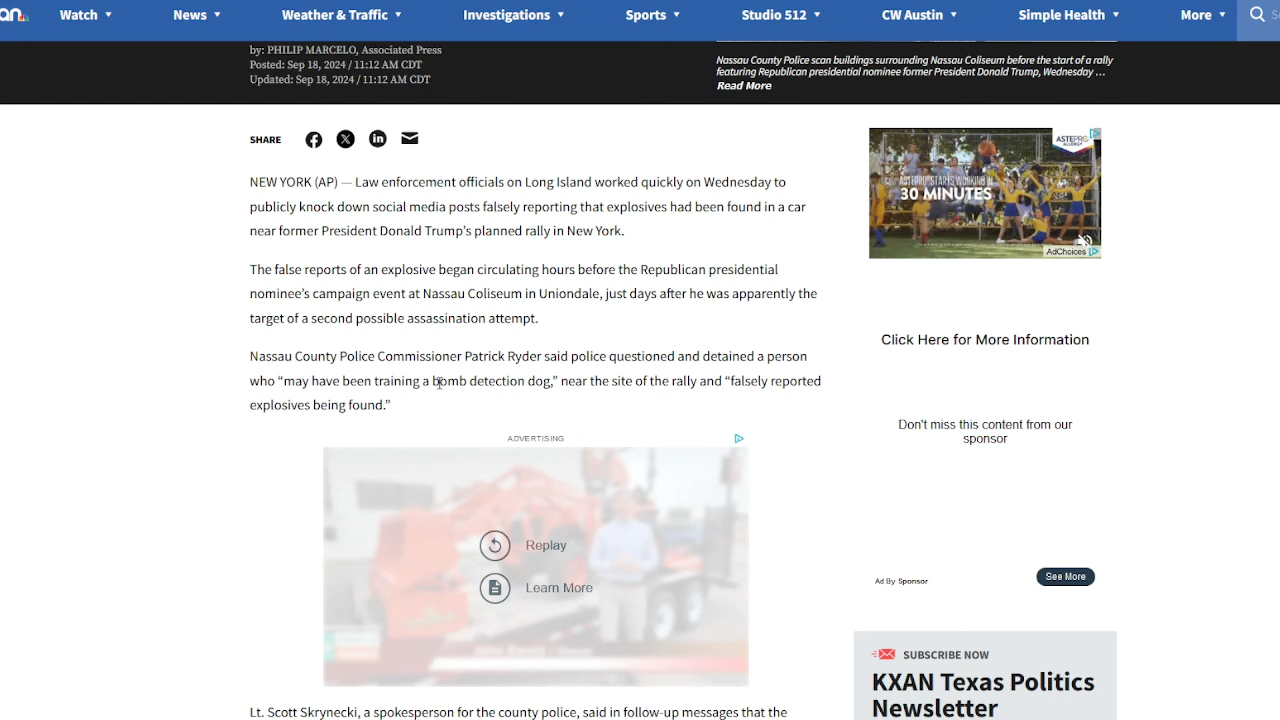 an
Watch
News
Weather & Traffic
Investigations
Sports
Studio 512
CW Austin
Simple Health
More
by: PHILIP MARCELO, Associated Press
Posted: Sep 18, 2024 / 11:12 AM CDT
Updated: Sep 18, 2024 / 11:12 AM CDT
Nassau County Police scan buildings surrounding Nassau Coliseum before the start of a rally
featuring Republican presidential nominee former President Donald Trump, Wednesday …
Read More
SHARE
NEW YORK (AP) — Law enforcement officials on Long Island worked quickly on Wednesday to
publicly knock down social media posts falsely reporting that explosives had been found in a car
near former President Donald Trump's planned rally in New York.
The false reports of an explosive began circulating hours before the Republican presidential
nominee's campaign event at Nassau Coliseum in Uniondale, just days after he was apparently the
target of a second possible assassination attempt.
Nassau County Police Commissioner Patrick Ryder said police questioned and detained a person
who “may have been training a bomb detection dog,” near the site of the rally and “falsely reported
explosives being found.”
ADVERTISING
Replay
Learn More
Lt. Scott Skrynecki, a spokesperson for the county police, said in follow-up messages that the
ASTEPRO
ALLERGY
ASTEPRO STARTS WORKING IN
30 MINUTES
AdChoices
Click Here for More Information
Don't miss this content from our
sponsor
Ad By Sponsor
See More
SUBSCRIBE NOW
KXAN Texas Politics
Newsletter